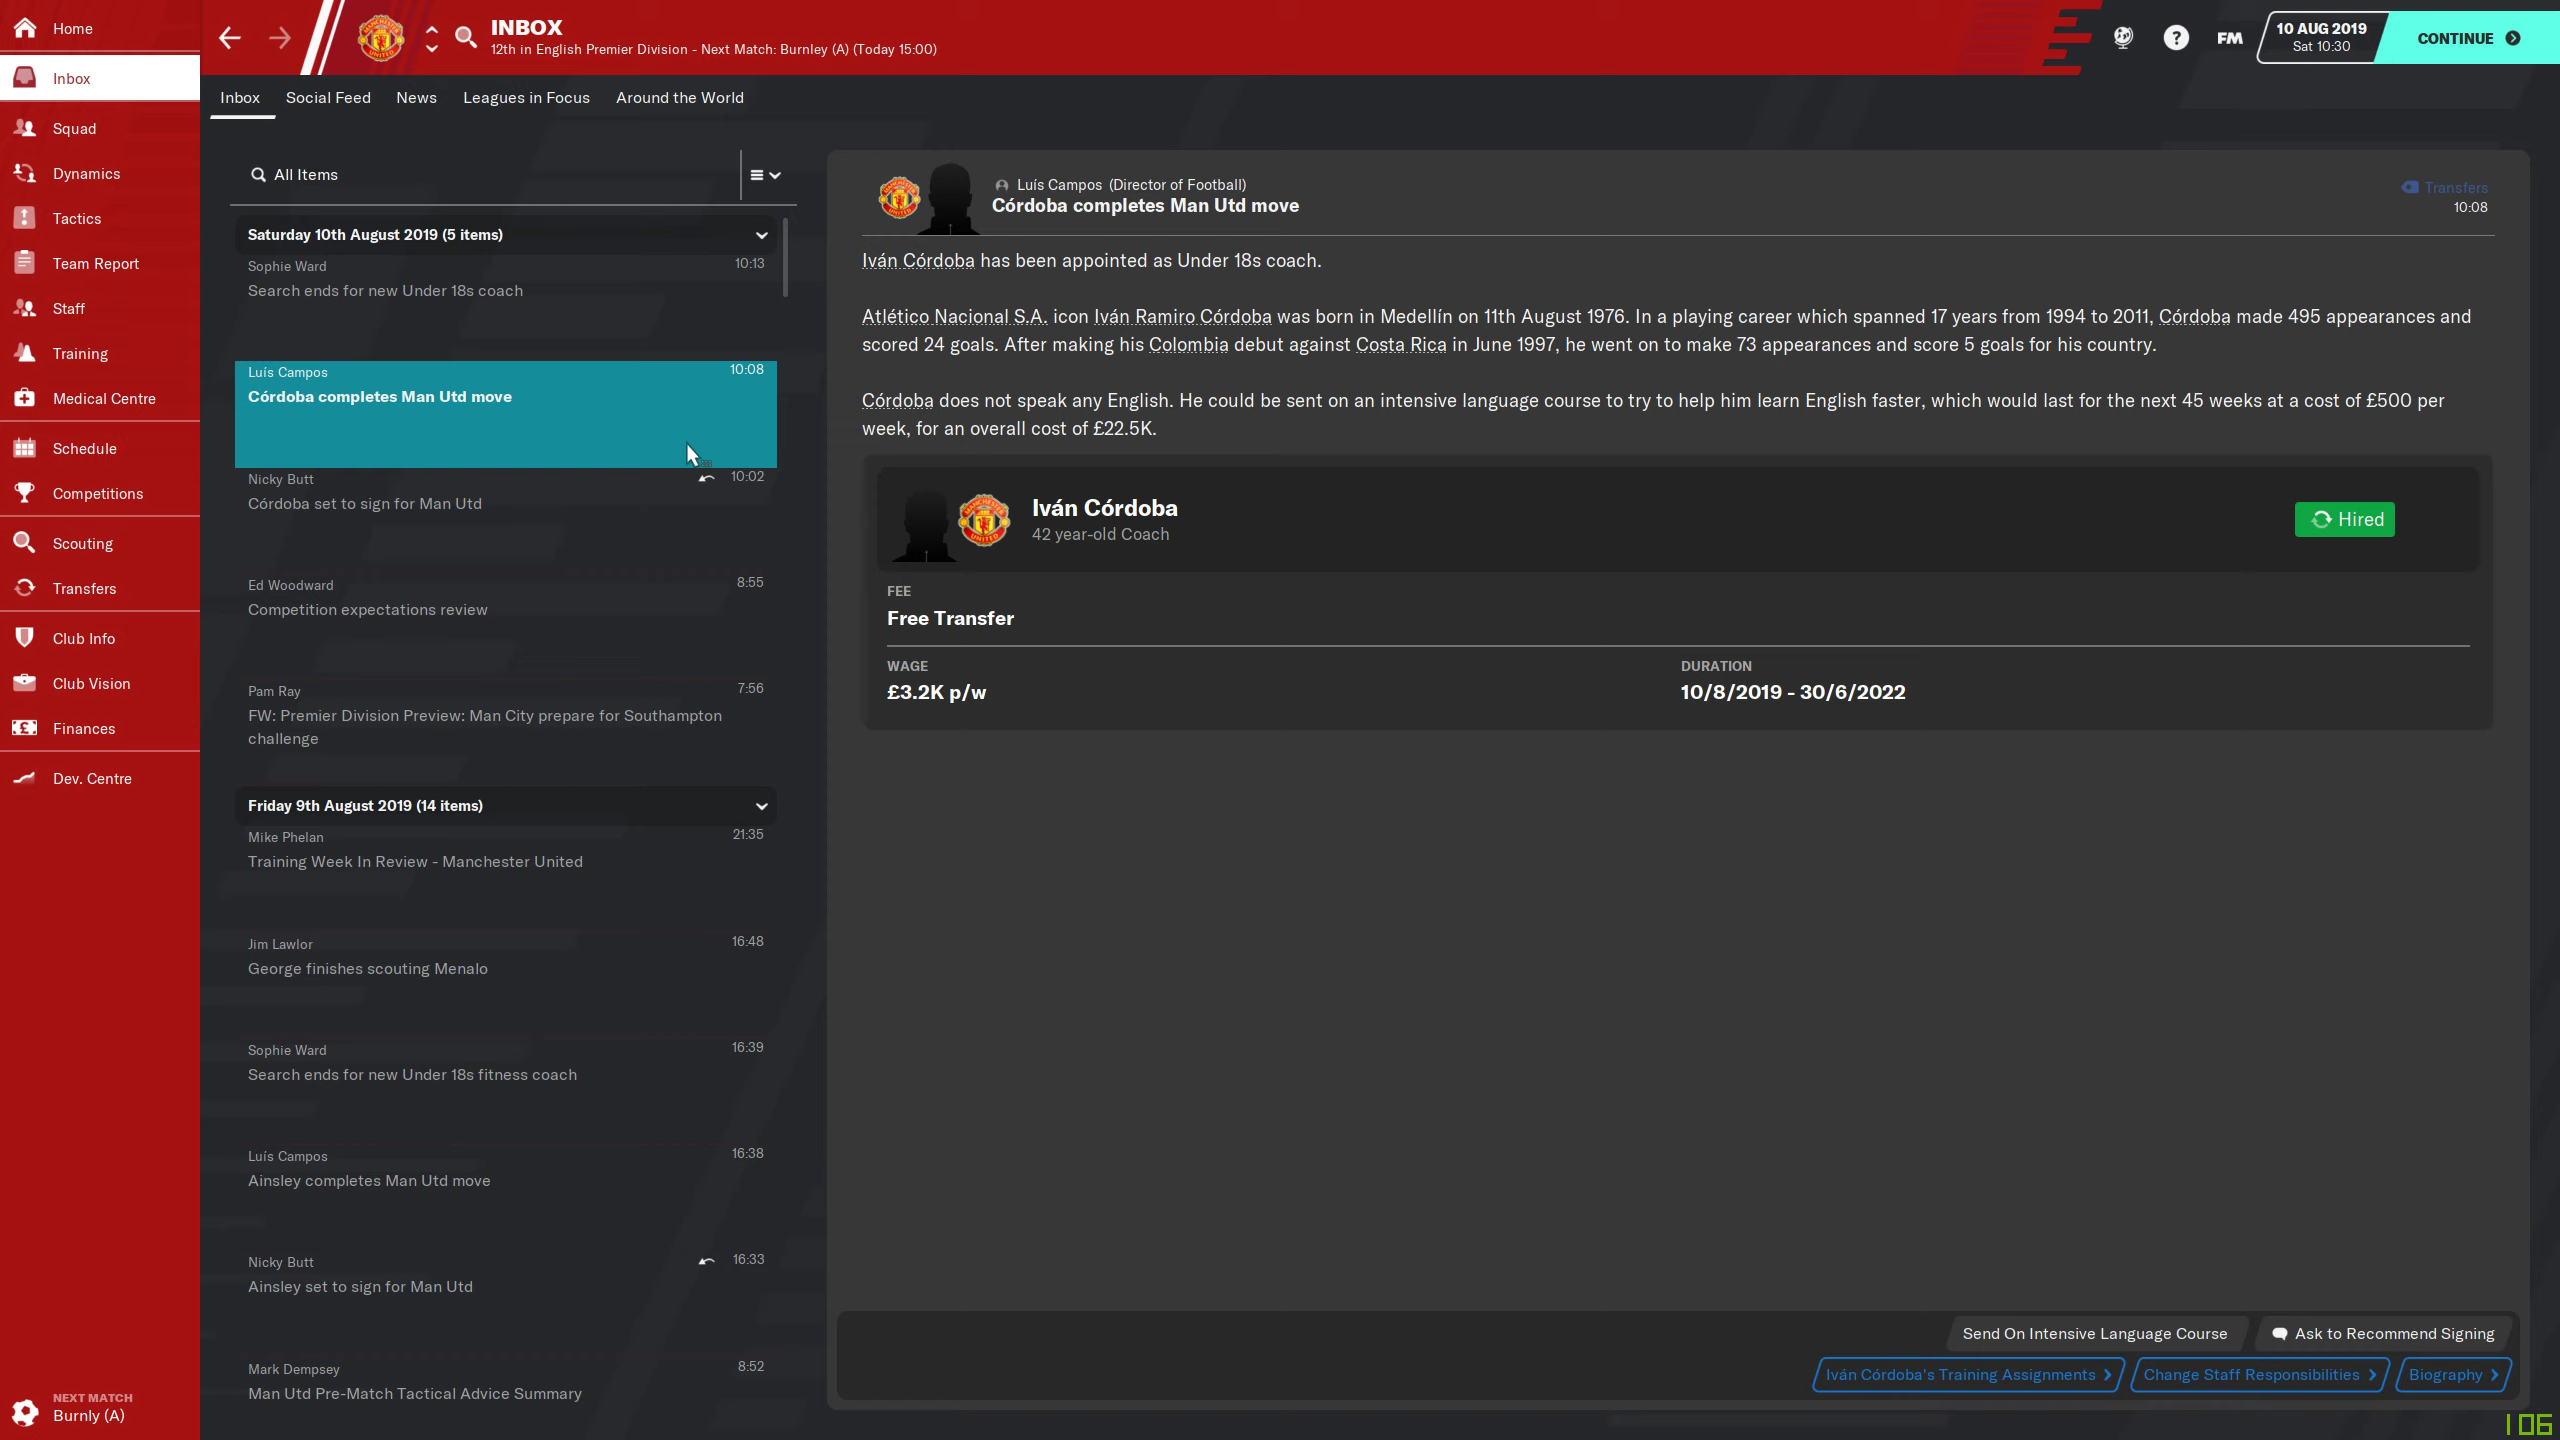 Home
Inbox
Squad
Dynamics
Tactics
Team Report
Staff
Training
Medical Centre
Schedule
Competitions
Scouting
Transfers
Club Info
Club Vision
Finances
Dev. Centre
NEXT MATCH
Burnly (A)
INBOX
12th in English Premier Division - Next Match: Burnley (A) (Today 15:00)
FM
10 AUG 2019
Sat 10:30
CONTINUE
Inbox Social Feed News Leagues in Focus Around the World
All Items
Saturday 10th August 2019 (5 items)
Sophie Ward 10:13
Search ends for new Under 18s coach
Luís Campos 10:08
Córdoba completes Man Utd move
Nicky Butt 10:02
Córdoba set to sign for Man Utd
Ed Woodward 8:55
Competition expectations review
Pam Ray 7:56
FW: Premier Division Preview: Man City prepare for Southampton
challenge
Friday 9th August 2019 (14 items)
Mike Phelan 21:35
Training Week In Review - Manchester United
Jim Lawlor 16:48
George finishes scouting Menalo
Sophie Ward 16:39
Search ends for new Under 18s fitness coach
Luís Campos 16:38
Ainsley completes Man Utd move
Nicky Butt 16:33
Ainsley set to sign for Man Utd
Mark Dempsey 8:52
Man Utd Pre-Match Tactical Advice Summary
Luís Campos (Director of Football)
Córdoba completes Man Utd move
Transfers
10:08
Iván Córdoba has been appointed as Under 18s coach.
Atlético Nacional S.A. icon Iván Ramiro Córdoba was born in Medellín on 11th August 1976. In a playing career which spanned 17 years from 1994 to 2011, Córdoba made 495 appearances and
scored 24 goals. After making his Colombia debut against Costa Rica in June 1997, he went on to make 73 appearances and score 5 goals for his country.
Córdoba does not speak any English. He could be sent on an intensive language course to try to help him learn English faster, which would last for the next 45 weeks at a cost of £500 per
week, for an overall cost of £22.5K.
Iván Córdoba
42 year-old Coach
Hired
FEE
Free Transfer
WAGE
£3.2K p/w
DURATION
10/8/2019 - 30/6/2022
Send On Intensive Language Course
Ask to Recommend Signing
Iván Córdoba's Training Assignments
Change Staff Responsibilities
Biography
106